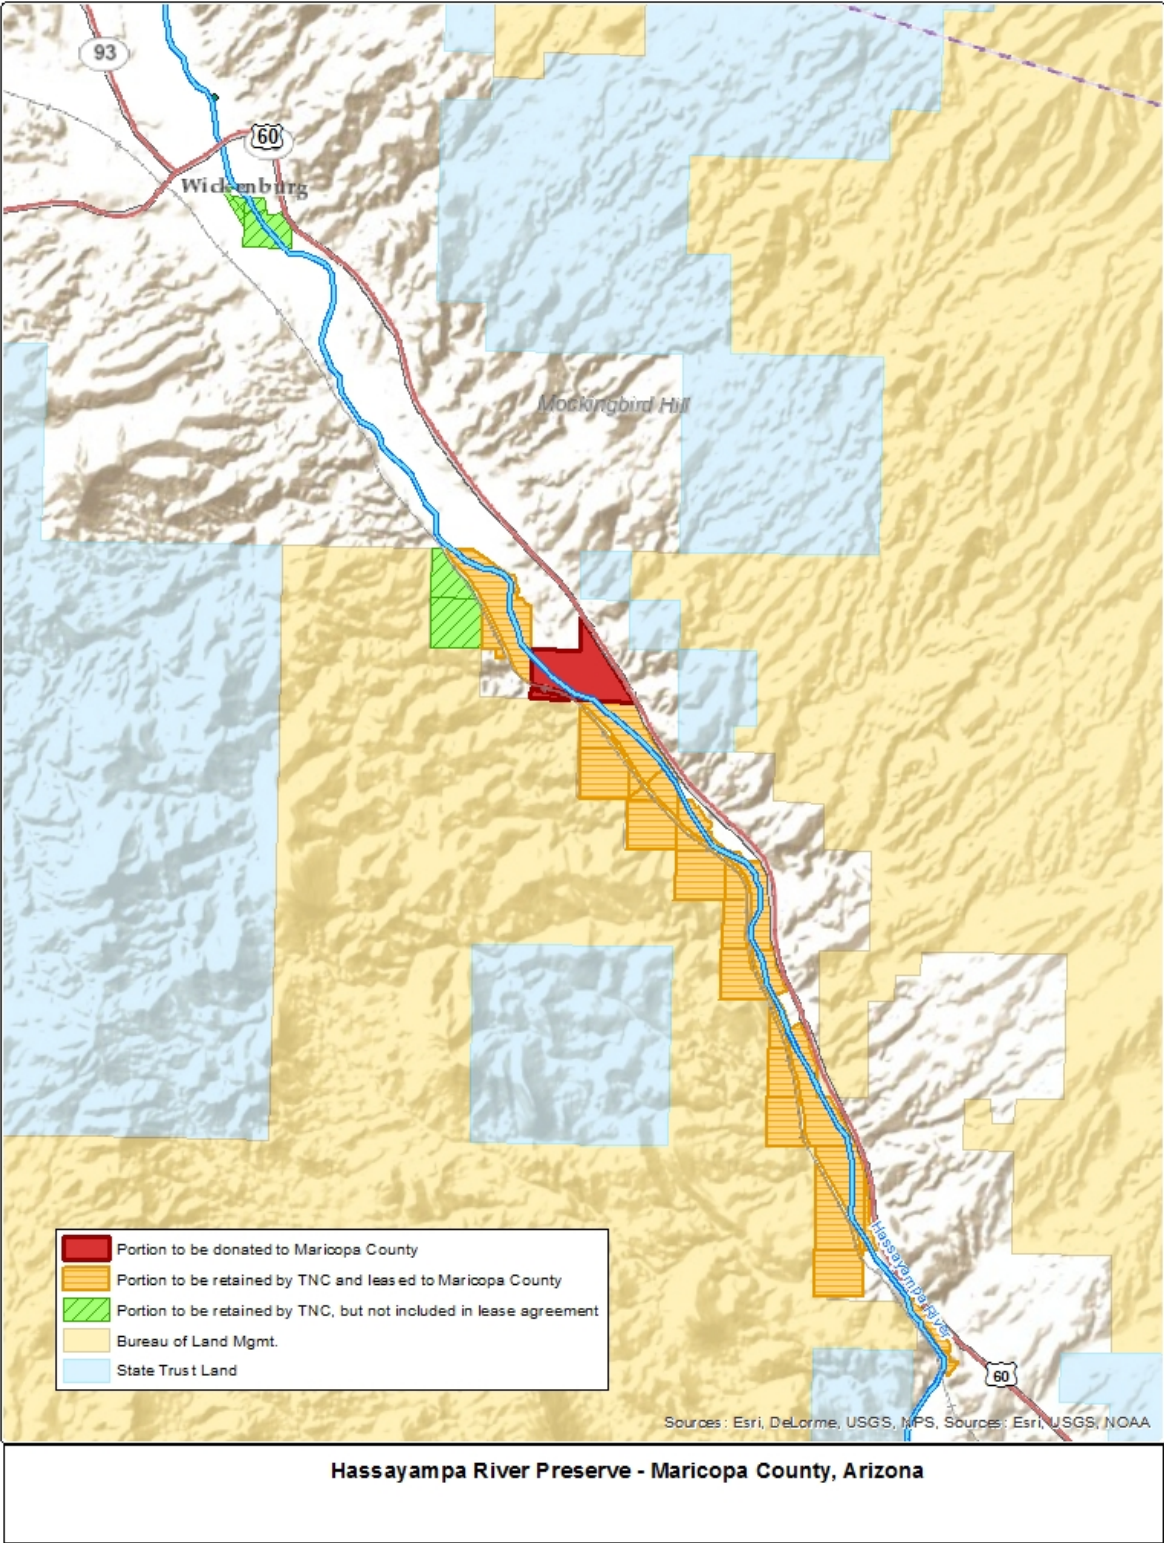 93
60
Wickenburg
Mockingbird Hill
Hassayampa River
Portion to be donated to Maricopa County
Portion to be retained by TNC and leased to Maricopa County
Portion to be retained by TNC, but not included in lease agreement
Bureau of Land Mgmt.
State Trust Land
60
Sources: Esri, DeLorme, USGS, NPS, Sources: Esri, USGS, NOAA
Hassayampa River Preserve - Maricopa County, Arizona